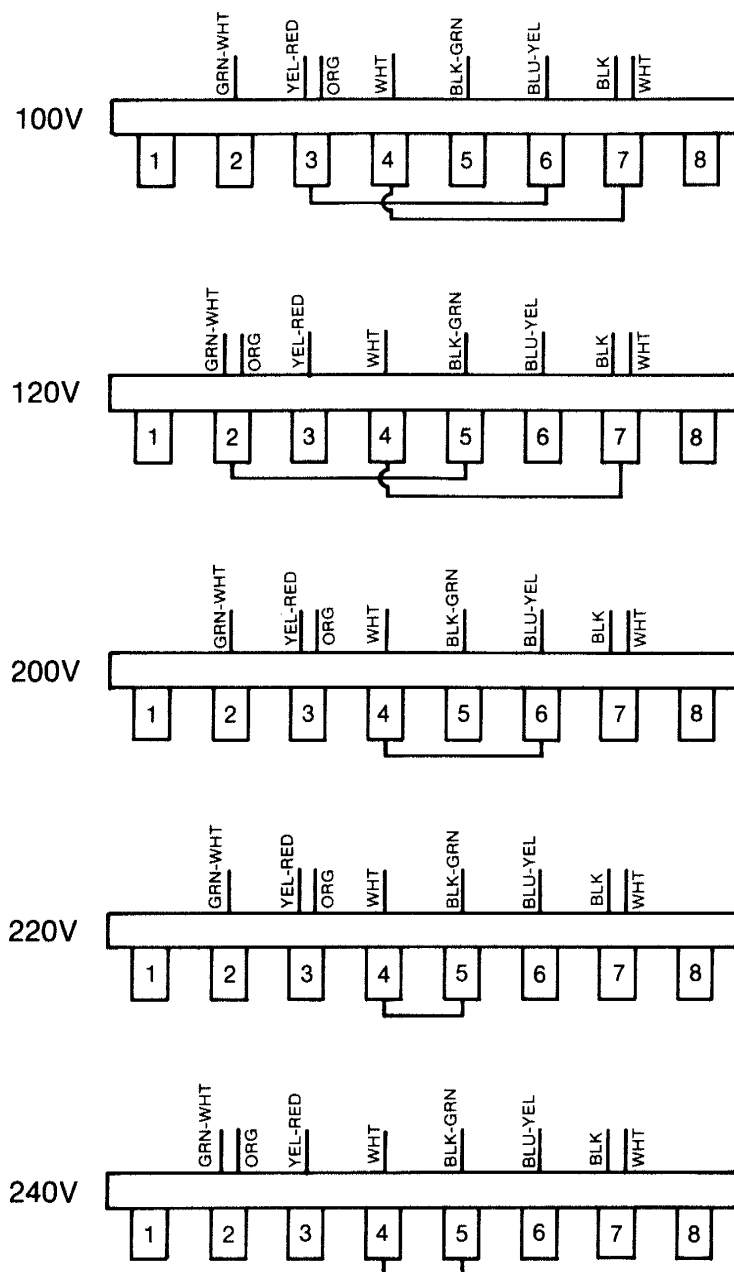 GRN-WHT YEL-RED ORG WHT BLK-GRN BLU-YEL BLK WHT
100V
1 2 3 4 5 6 7 8
GRN-WHT ORG YEL-RED WHT BLK-GRN BLU-YEL BLK WHT
120V
1 2 3 4 5 6 7 8
GRN-WHT YEL-RED ORG WHT BLK-GRN BLU-YEL BLK WHT
200V
1 2 3 4 5 6 7 8
GRN-WHT YEL-RED ORG WHT BLK-GRN BLU-YEL BLK WHT
220V
1 2 3 4 5 6 7 8
GRN-WHT ORG YEL-RED WHT BLK-GRN BLU-YEL BLK WHT
240V
1 2 3 4 5 6 7 8